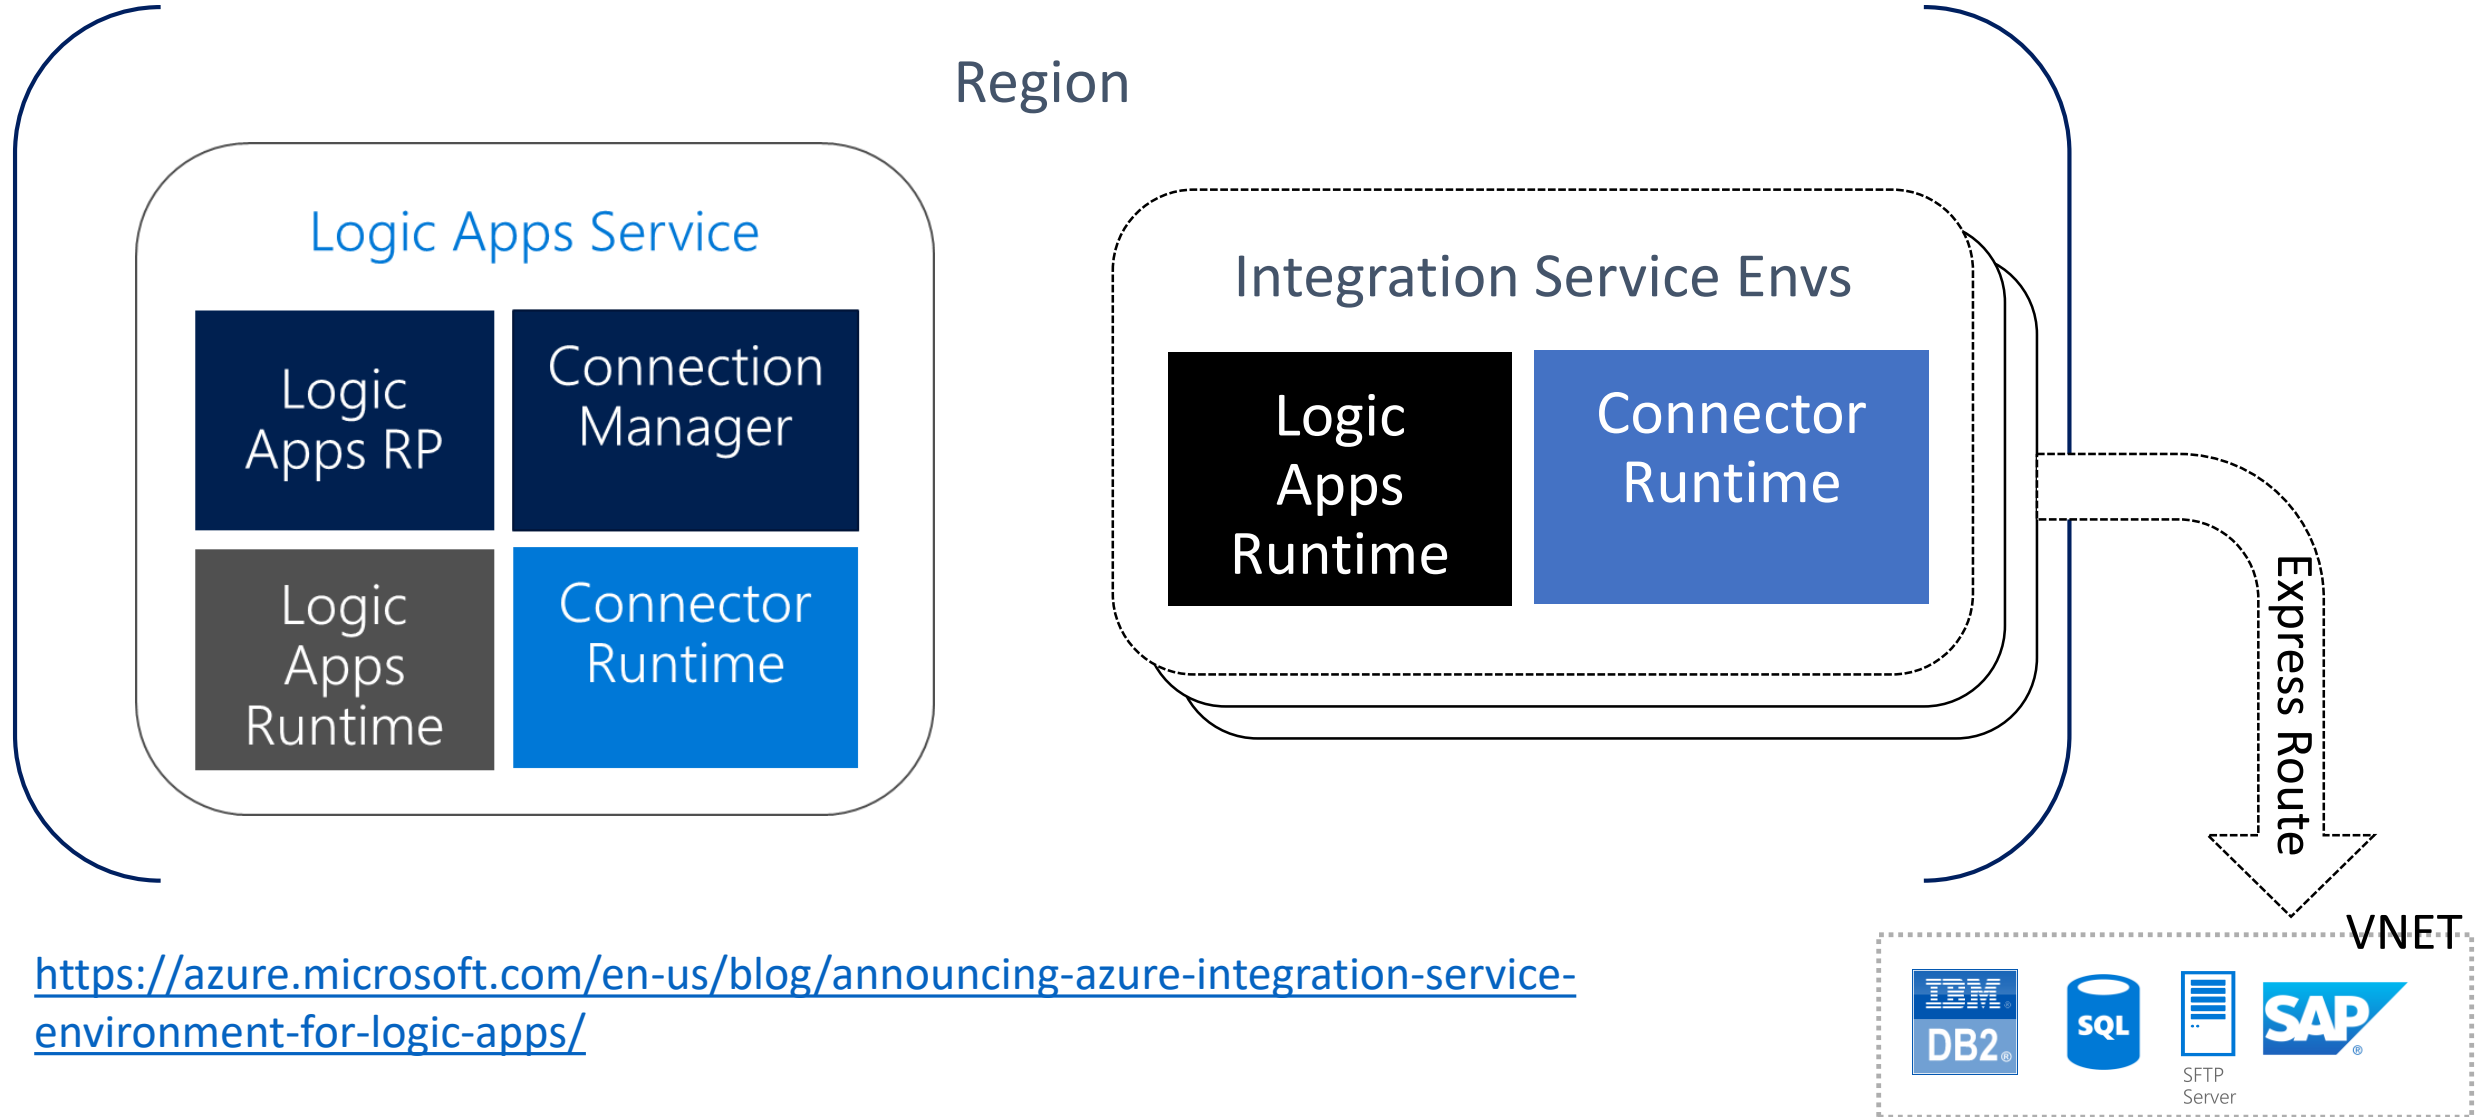 Region
Logic Apps Service
Logic
Apps RP
Connection
Manager
Logic
Apps
Runtime
Connector
Runtime
Integration Service Envs
Logic
Apps
Runtime
Connector
Runtime
Express Route
VNET
IBM
DB2
SQL
SFTP
Server
SAP
https://azure.microsoft.com/en-us/blog/announcing-azure-integration-service-
environment-for-logic-apps/